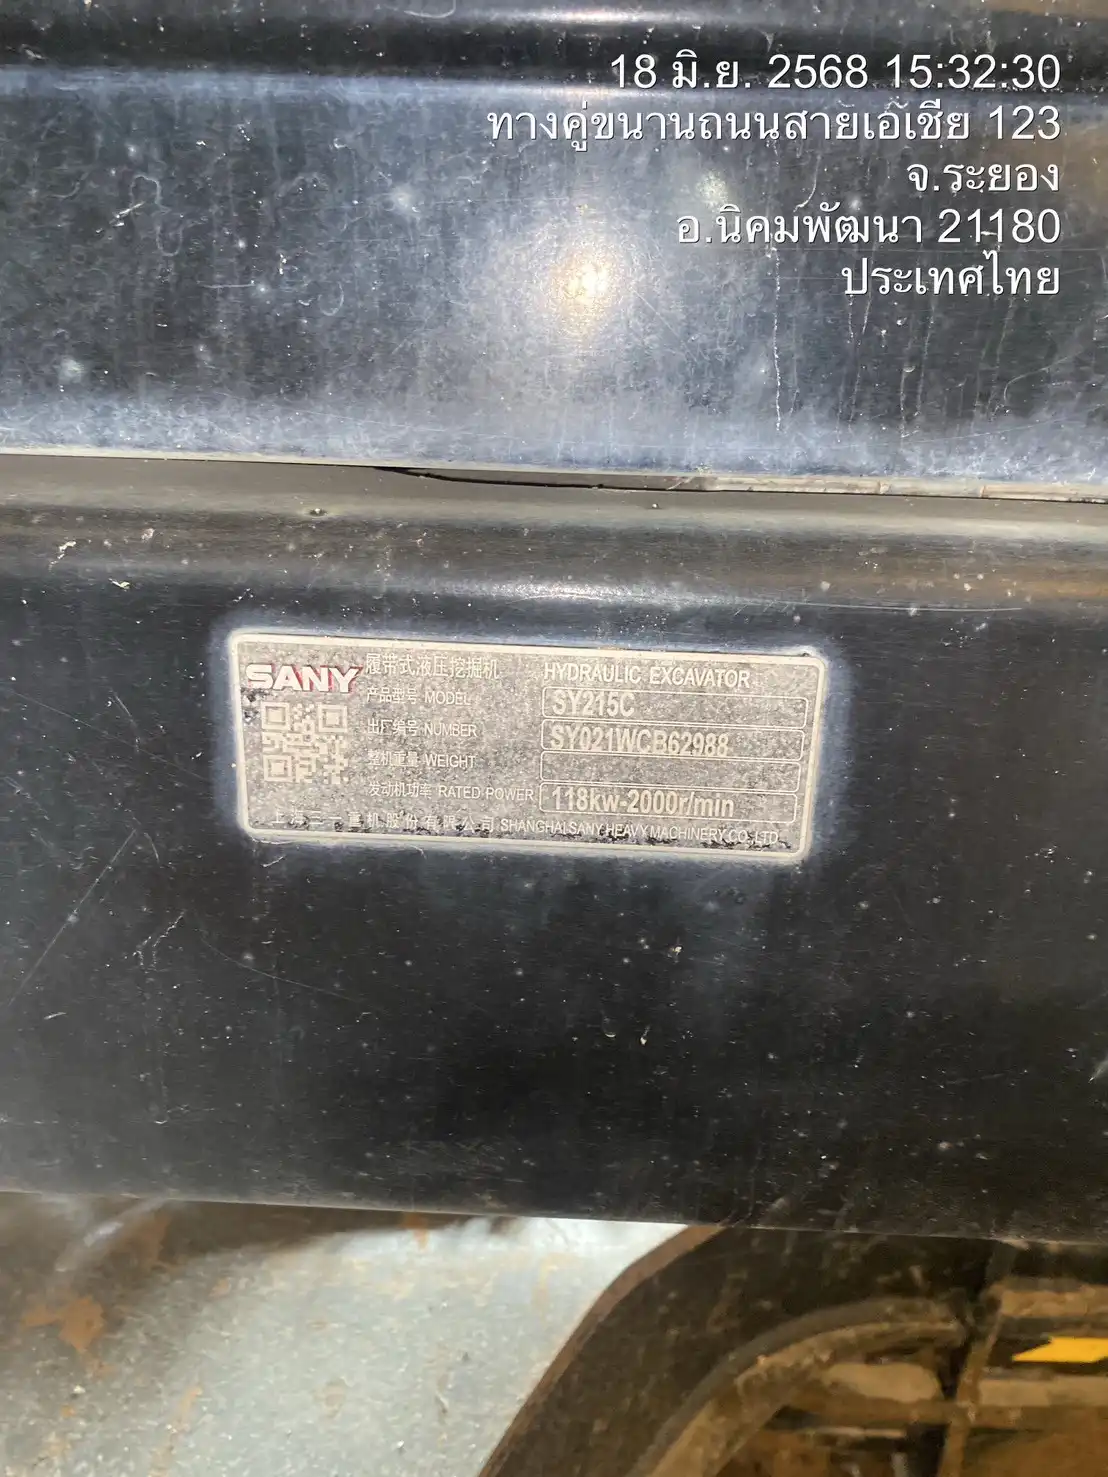 18 มิ.ย. 2568 15:32:30
ทางคู่ขนานถนนสายเอเชีย 123
จ.ระยอง
อ.นิคมพัฒนา 21180
ประเทศไทย
SANY 履带式液压挖掘机 HYDRAULIC EXCAVATOR
产品型号 MODEL SY215C
出厂编号 NUMBER SY021WCB62988
整机重量 WEIGHT
发动机功率 RATED POWER 118kw-2000r/min
上海三一重机股份有限公司 SHANGHAI SANY HEAVY MACHINERY CO., LTD.